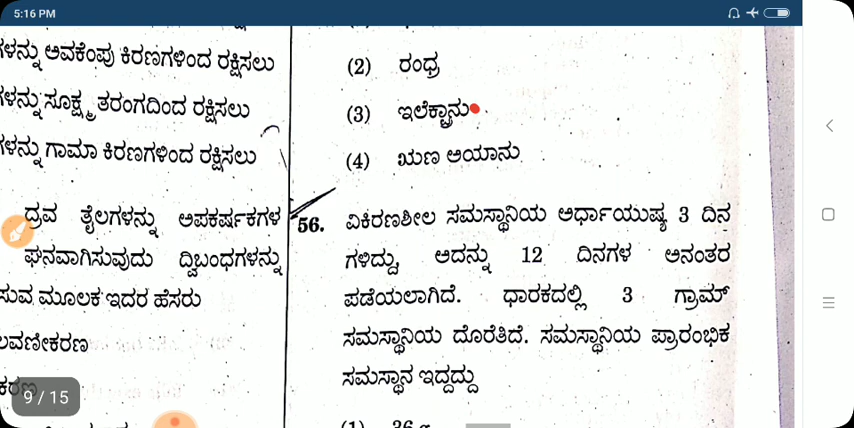 5:16 PM
ಗಳನ್ನು ಅವಕೆಂಪು ಕಿರಣಗಳಿಂದ ರಕ್ಷಿಸಲು
ಗಳನ್ನು ಸೂಕ್ಷ್ಮ ತರಂಗದಿಂದ ರಕ್ಷಿಸಲು
ಗಳನ್ನು ಗಾಮಾ ಕಿರಣಗಳಿಂದ ರಕ್ಷಿಸಲು
ದ್ರವ ತೈಲಗಳನ್ನು ಅಪಕರ್ಷಕಗಳ
ಘನವಾಗಿಸುವುದು ದ್ವಿಬಂಧಗಳನ್ನು
ಸುವ ಮೂಲಕ ಇದರ ಹೆಸರು
ಲವಣೀಕರಣ
9 / 15
(2) ರಂಧ್ರ
(3) ಇಲೆಕ್ಟ್ರಾನು
(4) ಋಣ ಅಯಾನು
56. ವಿಕಿರಣಶೀಲ ಸಮಸ್ಥಾನಿಯ ಅರ್ಧಾಯುಷ್ಯ 3 ದಿನ
ಗಳಿದ್ದು, ಅದನ್ನು 12 ದಿನಗಳ ಅನಂತರ
ಪಡೆಯಲಾಗಿದೆ. ಧಾರಕದಲ್ಲಿ 3 ಗ್ರಾಮ್
ಸಮಸ್ಥಾನಿಯ ದೊರೆತಿದೆ. ಸಮಸ್ಥಾನಿಯ ಪ್ರಾರಂಭಿಕ
ಸಮಸ್ಥಾನ ಇದ್ದದ್ದು
(1) 36 g